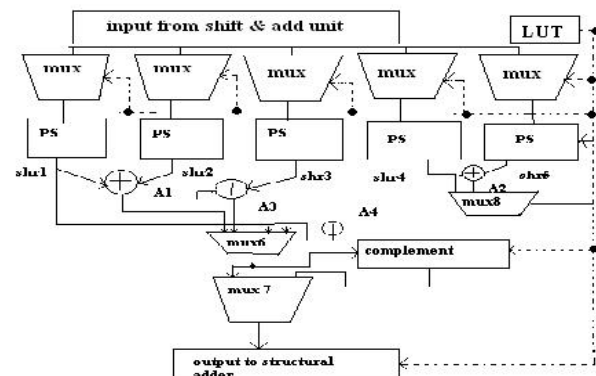 input from shift & add unit
LUT
mux
mux
mux
mux
mux
PS
PS
PS
PS
PS
shr1
shr2
shr3
shr4
shr6
A1
A2
A3
A4
mux8
mux6
complement
mux 7
output to structural
adder